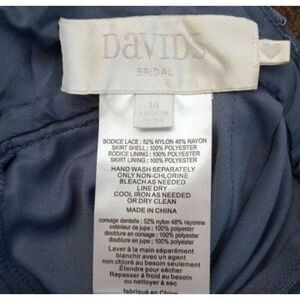 DAVID'S
BRIDAL
14
BODICE LACE: 52% NYLON 48% RAYON
SKIRT SHELL: 100% POLYESTER
BODICE LINING: 100% POLYESTER
SKIRT LINING: 100% POLYESTER
HAND WASH SEPARATELY
ONLY NON-CHLORINE
BLEACH AS NEEDED
LINE DRY
COOL IRON AS NEEDED
OR DRY CLEAN
MADE IN CHINA
corsage dentelle: 52% nylon 48% rayonne
extérieur de jupe: 100% polyester
doublure en corsage: 100% polyester
doublure en jupe: 100% polyester
Laver à la main séparément
blanchir avec un agent
non chloré au besoin seulement
Étendre pour sécher
Repasser à froid au besoin
ou nettoyer à sec
fabriqué en Chine